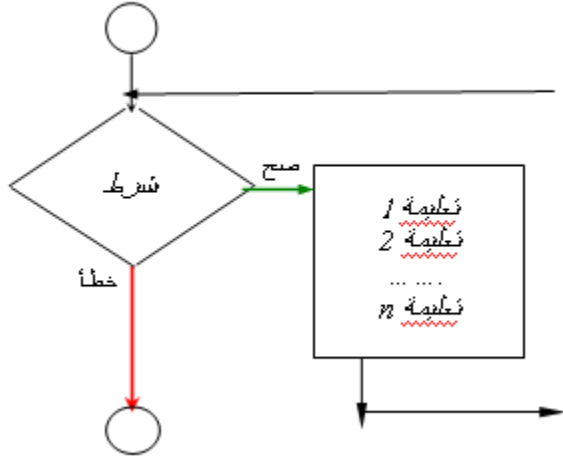 صح
شرط
تعليمة 1
تعليمة 2
... ... .
تعليمة n
خطأ